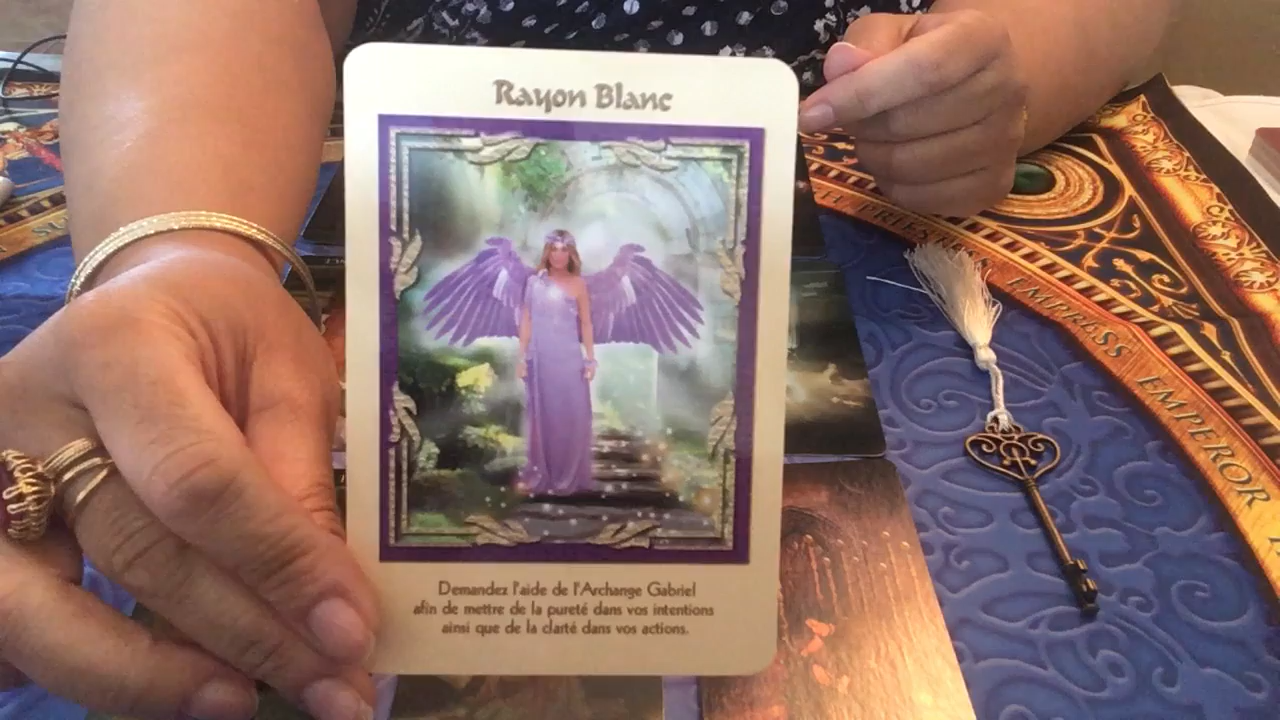 Rayon Blanc
Demandez l'aide de l'Archange Gabriel
afin de mettre de la pureté dans vos intentions
ainsi que de la clarté dans vos actions.
H PRIESTESS
EMPRESS
EMPEROR